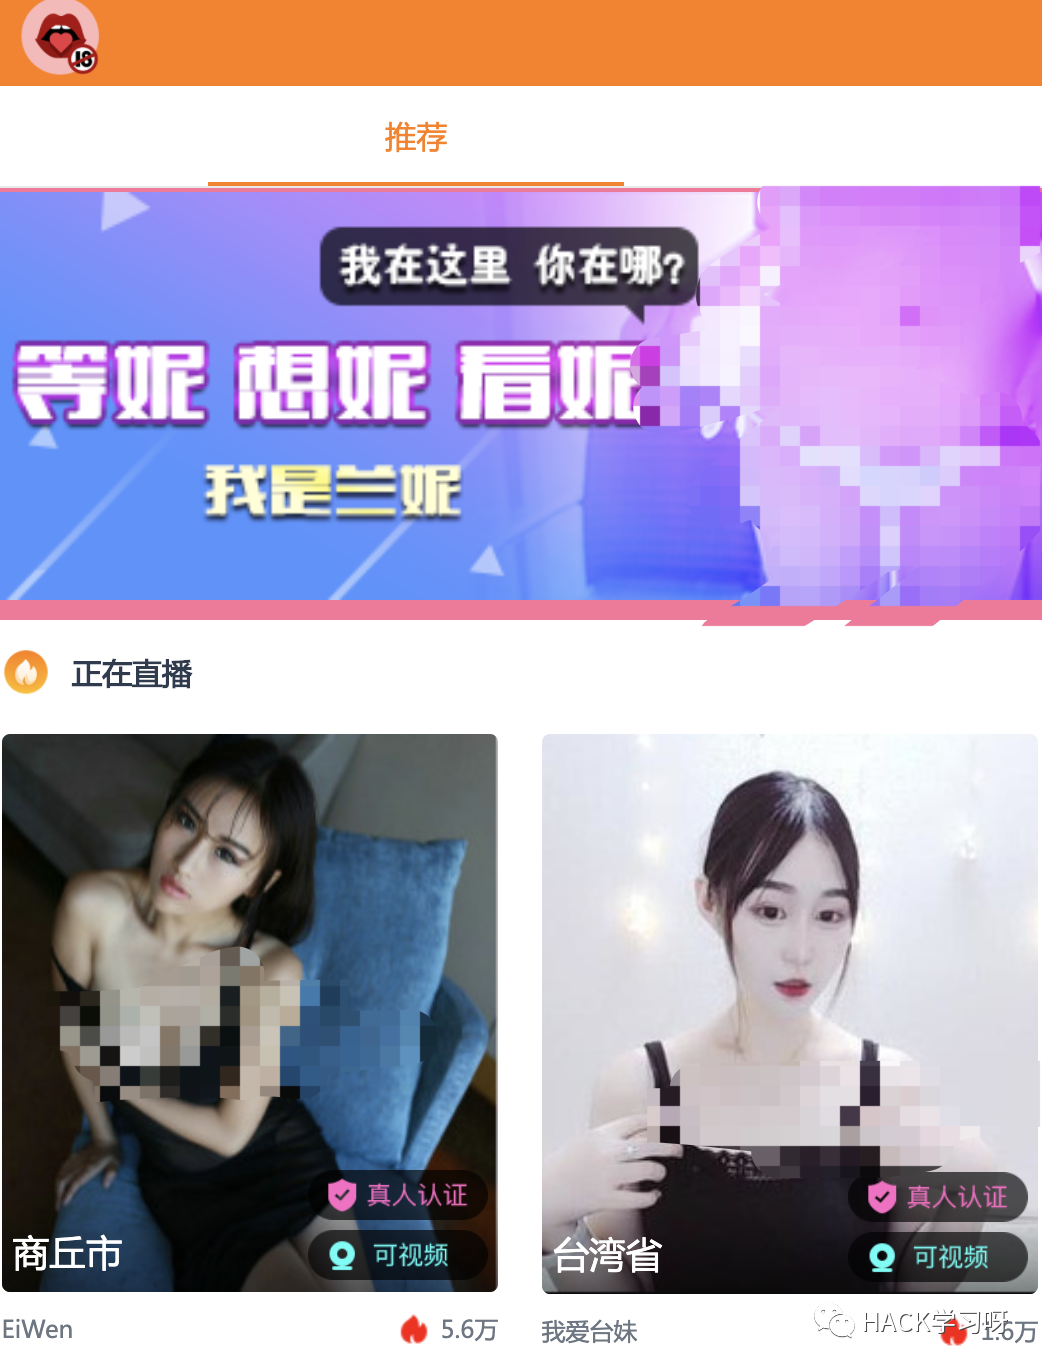 18
推荐
我在这里 你在哪?
等妮 想妮 看妮
我是兰妮
正在直播
真人认证
可视频
商丘市
真人认证
可视频
台湾省
EiWen
5.6万
我爱台妹
1.6万
HACK学习呀